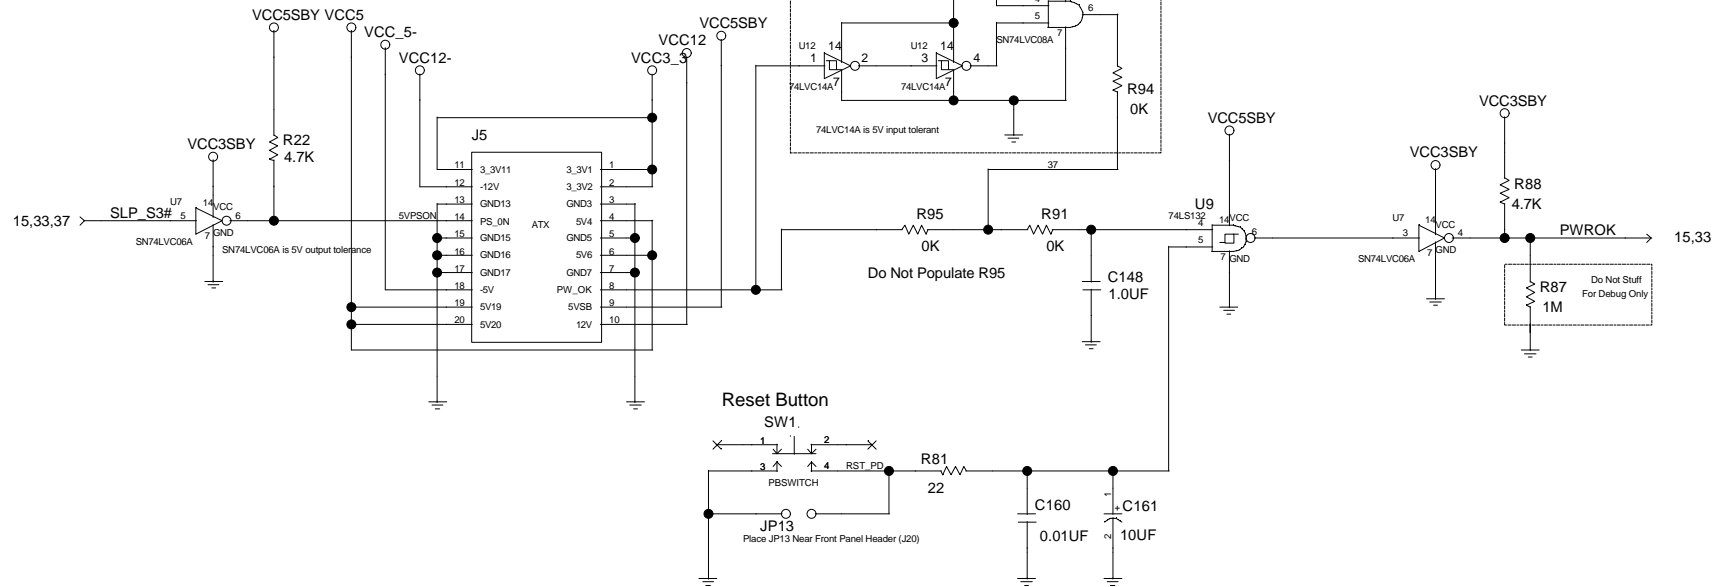 VCC5SBY VCC5
VCC_5-
VCC12-
VCC3SBY
R22
4.7K
SLP_S3#
15,33,37
U7
5
14
VCC
6
7
GND
SN74LVC06A
SN74LVC06A is 5V output tolerance
5VPSON
J5
ATX
11 3_3V11
12 -12V
13 GND13
14 PS_0N
15 GND15
16 GND16
17 GND17
18 -5V
19 5V19
20 5V20
3_3V1 1
3_3V2 2
GND3 3
5V4 4
GND5 5
5V6 6
GND7 7
PW_OK 8
5VSB 9
12V 10
VCC5SBY
VCC12
VCC3_3
U12
14
1
2
7
74LVC14A
U12
14
3
4
7
74LVC14A
5
6
7
SN74LVC08A
R94
0K
74LVC14A is 5V input tolerant
37
R95
0K
R91
0K
Do Not Populate R95
C148
1.0UF
VCC5SBY
U9
74LS132
4
14
VCC
5
6
7
GND
VCC3SBY
U7
14
VCC
3
4
7
GND
SN74LVC06A
VCC3SBY
R88
4.7K
PWROK
15,33
R87
1M
Do Not Stuff
For Debug Only
Reset Button
SW1
1
2
3
4
RST_PD
PBSWITCH
R81
22
JP13
Place JP13 Near Front Panel Header (J20)
C160
0.01UF
1
+
C161
2
10UF